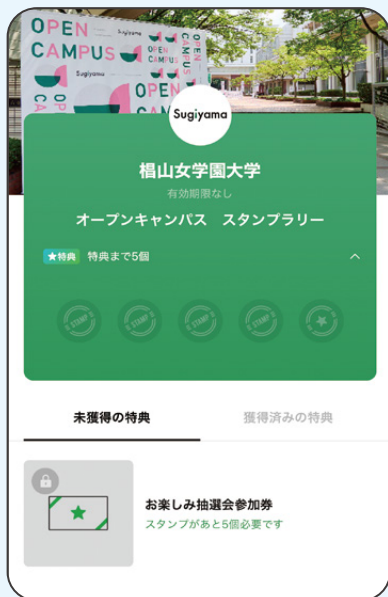 OPEN
CAMPUS
Sugiyama
OPEN
CAMPUS
Sugiyama
OPEN
Sugiyama
椙山女学園大学
有効期限なし
オープンキャンパス　スタンプラリー
★特典 特典まで5個
STAMP
STAMP
STAMP
STAMP
未獲得の特典
獲得済みの特典
お楽しみ抽選会参加券
スタンプがあと5個必要です